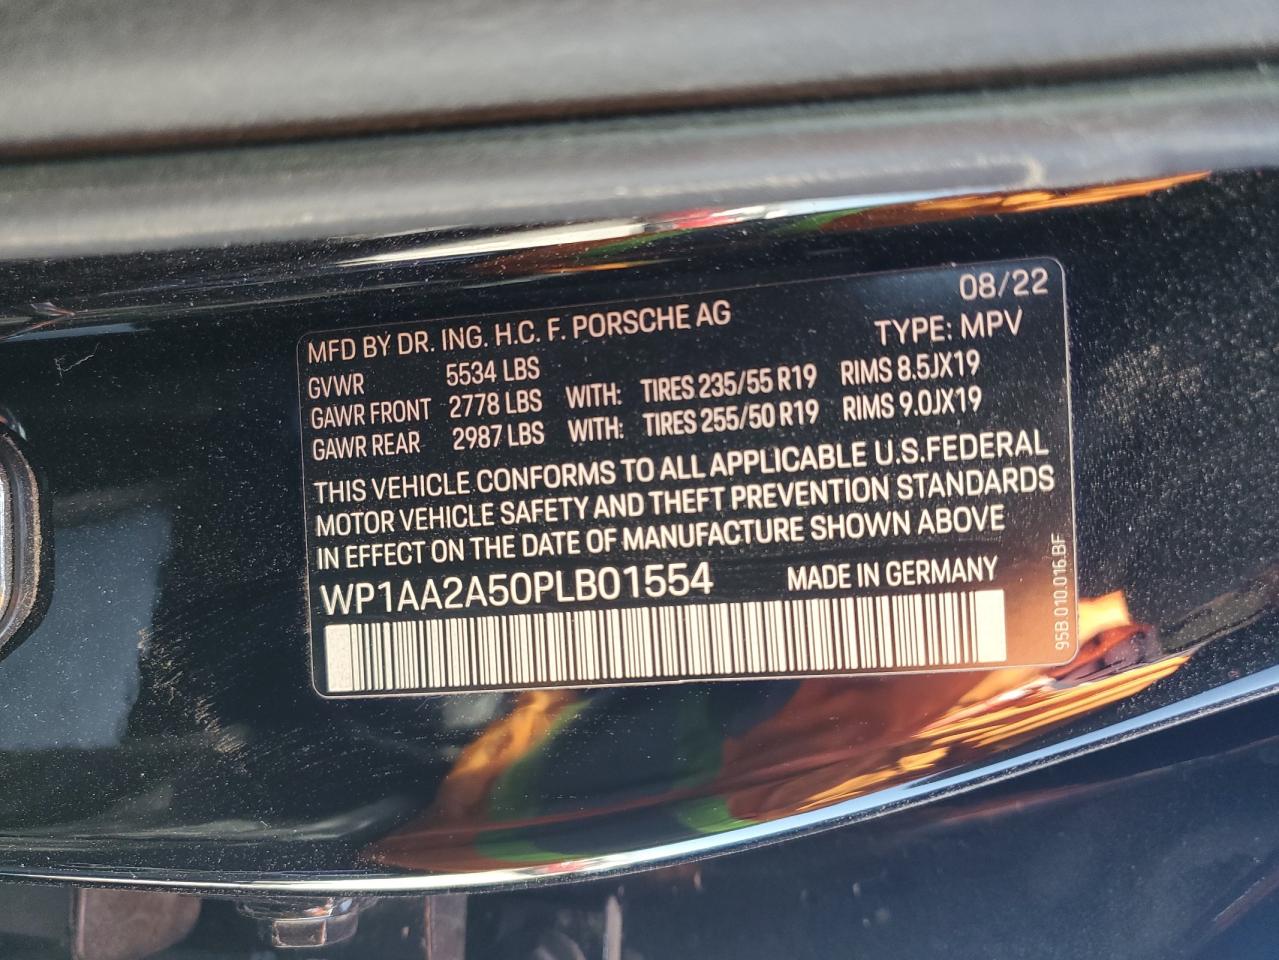 08/22
MFD BY DR. ING. H.C. F. PORSCHE AG TYPE: MPV
GVWR 5534 LBS
GAWR FRONT 2778 LBS WITH: TIRES 235/55 R19 RIMS 8.5JX19
GAWR REAR 2987 LBS WITH: TIRES 255/50 R19 RIMS 9.0JX19
THIS VEHICLE CONFORMS TO ALL APPLICABLE U.S.FEDERAL
MOTOR VEHICLE SAFETY AND THEFT PREVENTION STANDARDS
IN EFFECT ON THE DATE OF MANUFACTURE SHOWN ABOVE
WP1AA2A50PLB01554 MADE IN GERMANY
95B.010.016.BF